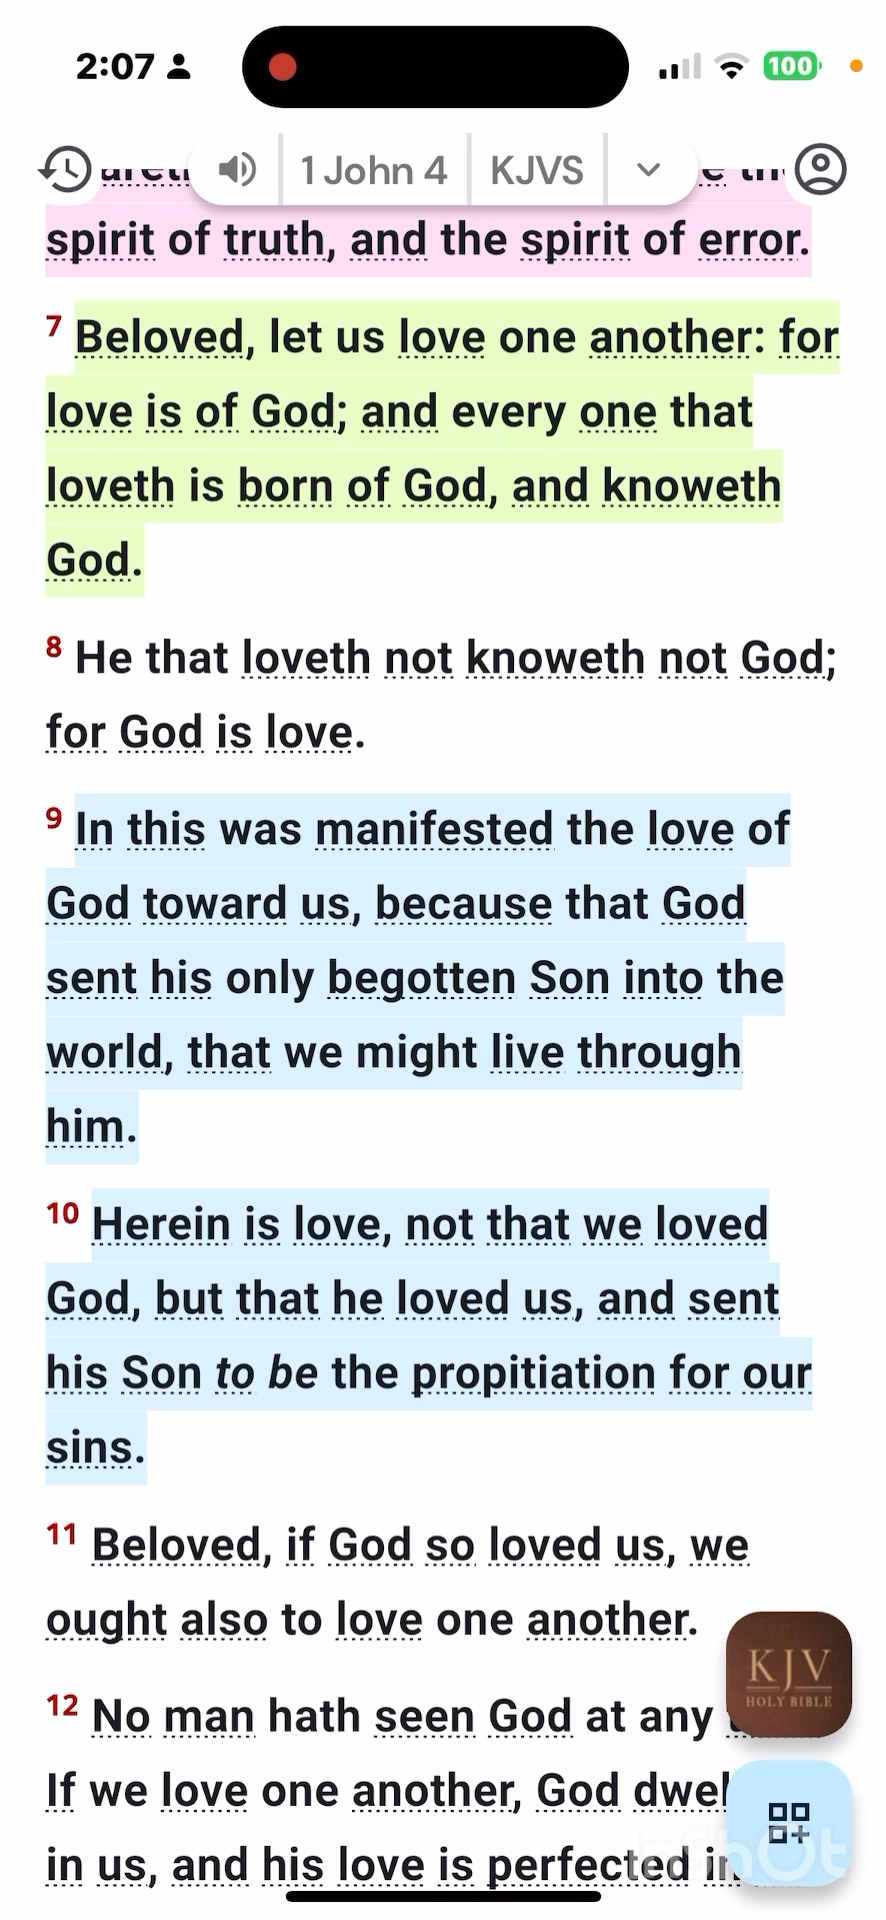 2:07
100
1 John 4 KJVS
spirit of truth, and the spirit of error.
7 Beloved, let us love one another: for
love is of God; and every one that
loveth is born of God, and knoweth
God.
8 He that loveth not knoweth not God;
for God is love.
9 In this was manifested the love of
God toward us, because that God
sent his only begotten Son into the
world, that we might live through
him.
10 Herein is love, not that we loved
God, but that he loved us, and sent
his Son to be the propitiation for our
sins.
11 Beloved, if God so loved us, we
ought also to love one another.
KJV
HOLY BIBLE
12 No man hath seen God at any
If we love one another, God
in us, and his love is perfected